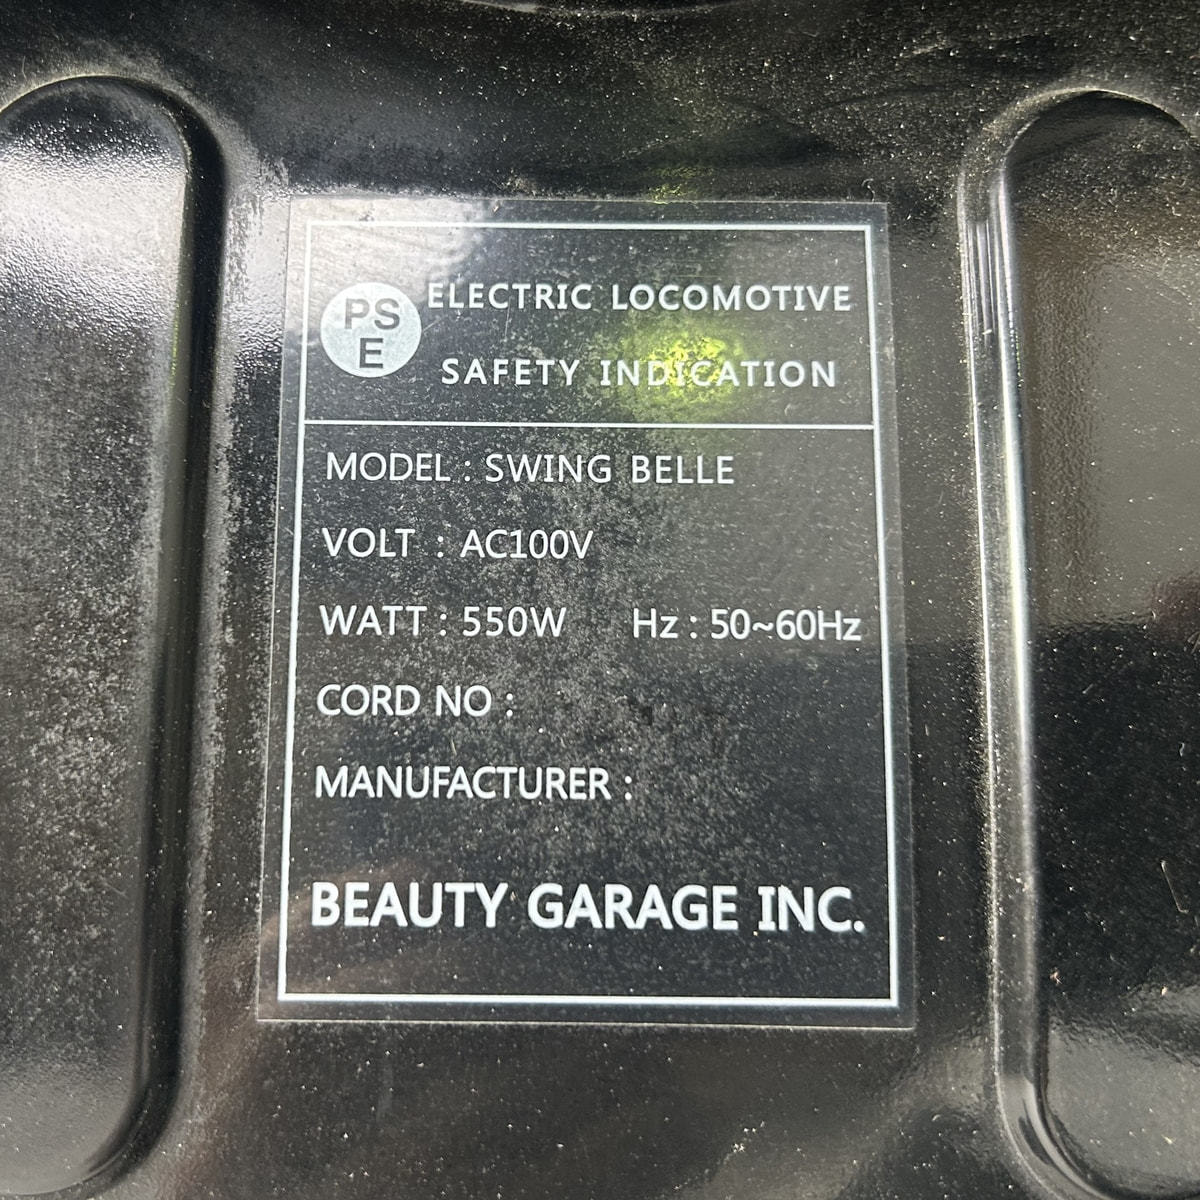 PS
E
ELECTRIC LOCOMOTIVE
SAFETY INDICATION
MODEL : SWING BELLE
VOLT : AC100V
WATT : 550W Hz : 50~60Hz
CORD NO :
MANUFACTURER :
BEAUTY GARAGE INC.